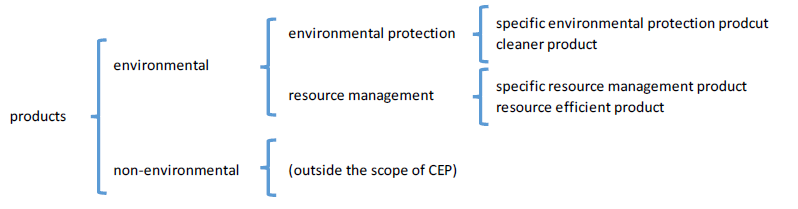 products
environmental
environmental protection
specific environmental protection prodcut
cleaner product
resource management
specific resource management product
resource efficient product
non-environmental
(outside the scope of CEP)